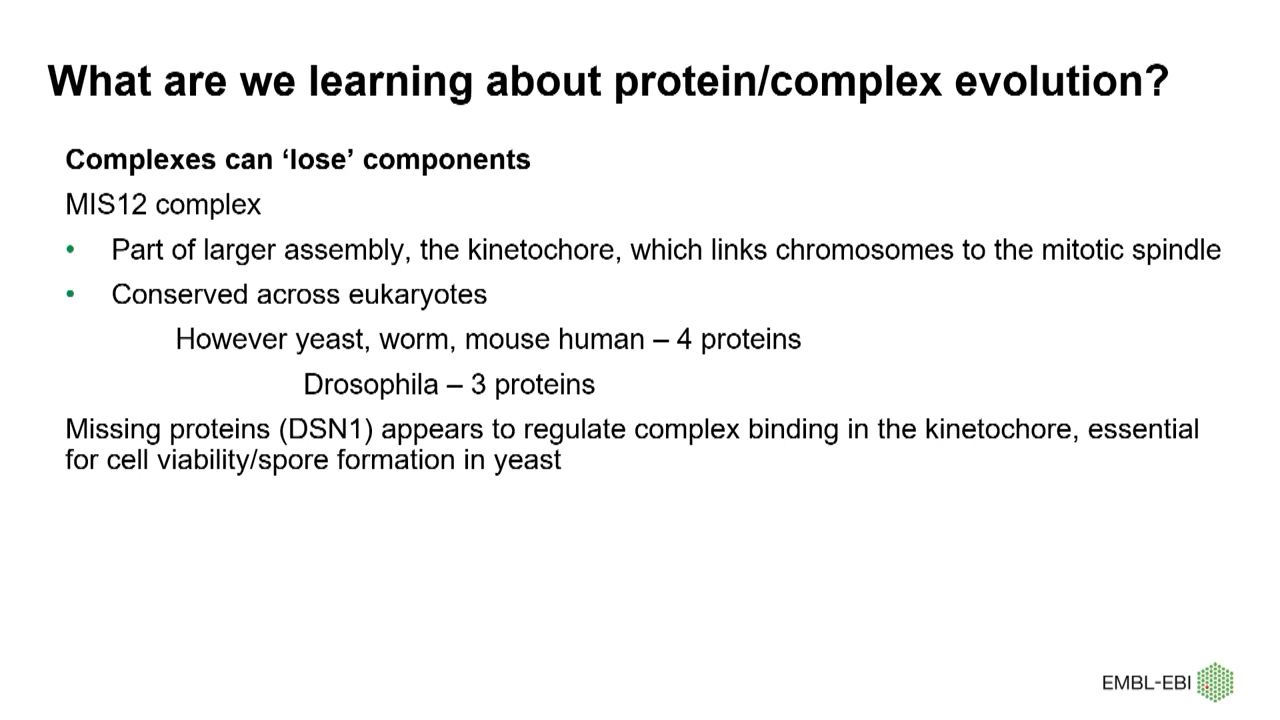 What are we learning about protein/complex evolution?
Complexes can ‘lose’ components
MIS12 complex
• Part of larger assembly, the kinetochore, which links chromosomes to the mitotic spindle
• Conserved across eukaryotes
However yeast, worm, mouse human – 4 proteins
Drosophila – 3 proteins
Missing proteins (DSN1) appears to regulate complex binding in the kinetochore, essential
for cell viability/spore formation in yeast
EMBL-EBI